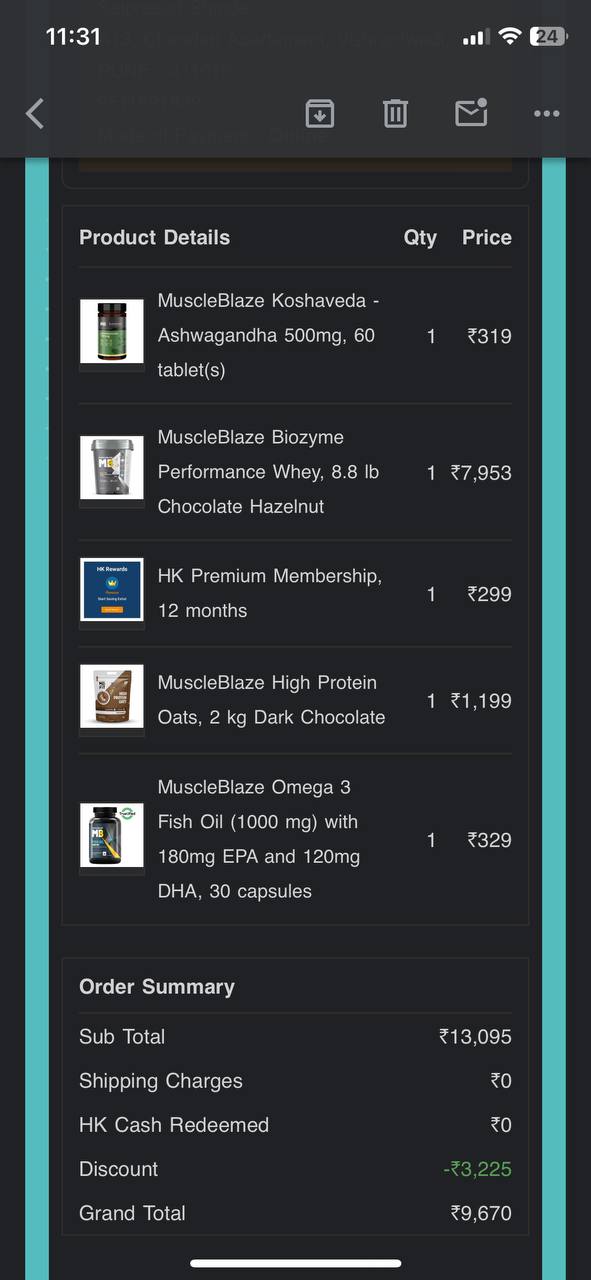 11:31
24
Product Details Qty Price
MuscleBlaze Koshaveda -
Ashwagandha 500mg, 60
tablet(s)
1 ₹319
MuscleBlaze Biozyme
Performance Whey, 8.8 lb
Chocolate Hazelnut
1 ₹7,953
HK Rewards
HK Premium Membership,
12 months
1 ₹299
MuscleBlaze High Protein
Oats, 2 kg Dark Chocolate
1 ₹1,199
MB
MuscleBlaze Omega 3
Fish Oil (1000 mg) with
180mg EPA and 120mg
DHA, 30 capsules
1 ₹329
Order Summary
Sub Total ₹13,095
Shipping Charges ₹0
HK Cash Redeemed ₹0
Discount -₹3,225
Grand Total ₹9,670